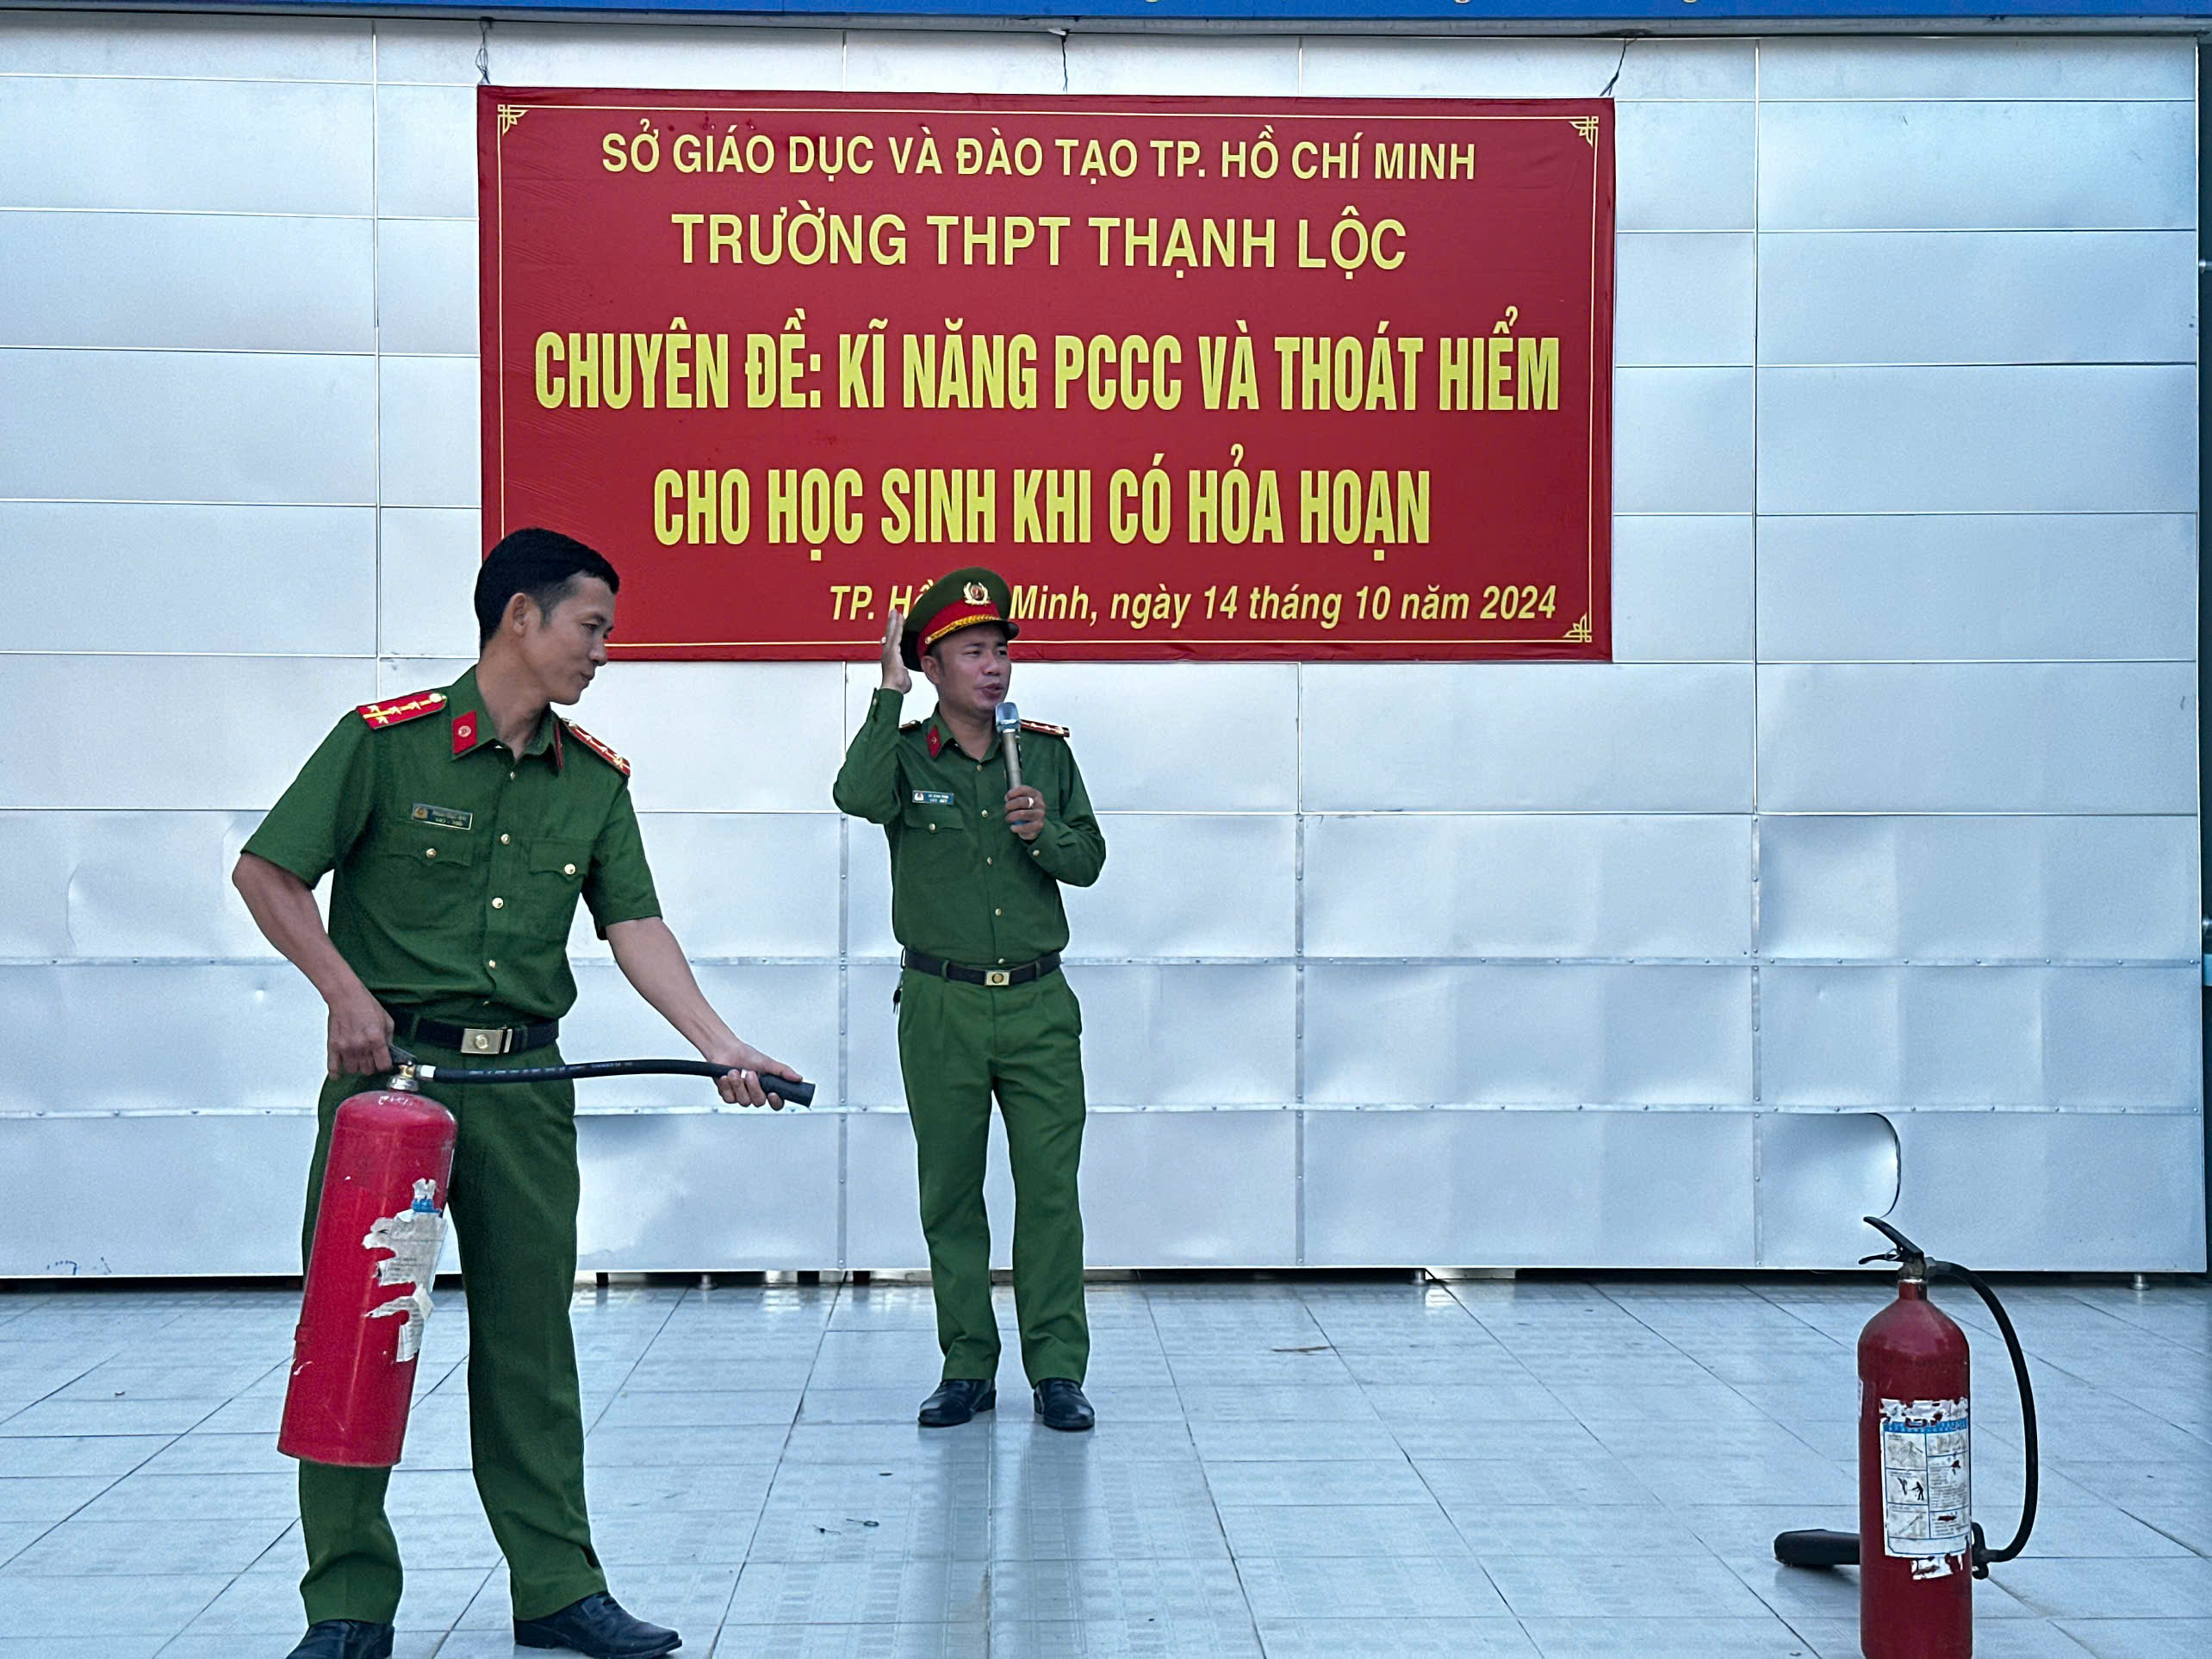 SỞ GIÁO DỤC VÀ ĐÀO TẠO TP. HỒ CHÍ MINH
TRƯỜNG THPT THẠNH LỘC
CHUYÊN ĐỀ: KĨ NĂNG PCCC VÀ THOÁT HIỂM
CHO HỌC SINH KHI CÓ HỎA HOẠN
TP. Minh, ngày 14 tháng 10 năm 2024